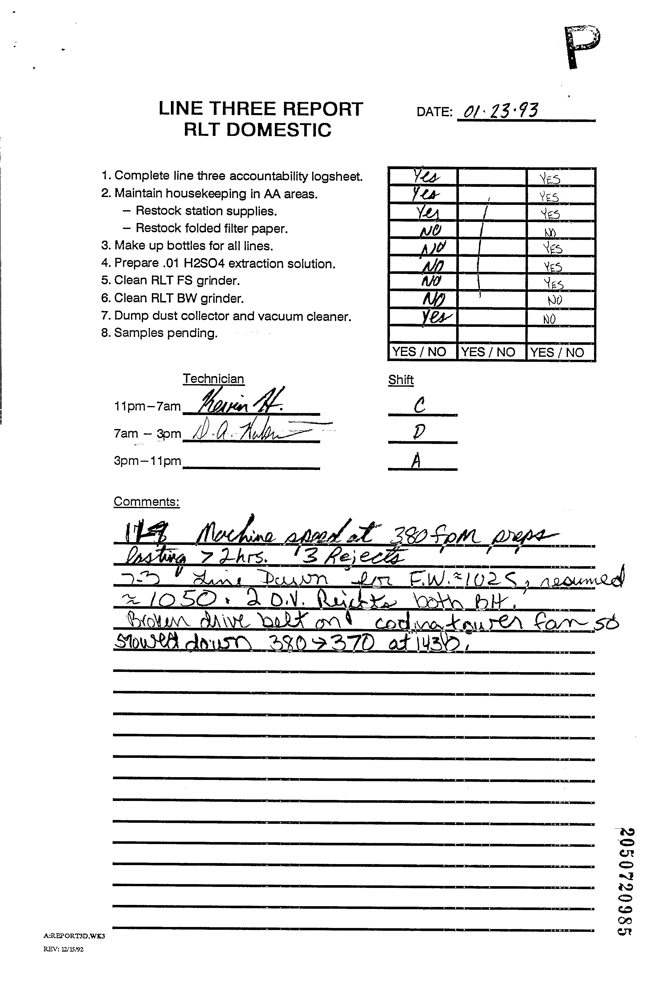 P
LINE THREE REPORT
RLT DOMESTIC
DATE: 01·23·93
1. Complete line three accountability logsheet.
2. Maintain housekeeping in AA areas.
– Restock station supplies.
– Restock folded filter paper.
3. Make up bottles for all lines.
4. Prepare .01 H2SO4 extraction solution.
5. Clean RLT FS grinder.
6. Clean RLT BW grinder.
7. Dump dust collector and vacuum cleaner.
8. Samples pending.
Yes YES
Yes YES
Yes YES
NO NO
NO YES
NO YES
NO YES
NO NO
Yes NO
YES / NO YES / NO YES / NO
Technician Shift
11pm–7am Kevin H. C
7am – 3pm D.A. D
3pm–11pm A
Comments:
Machine speed at 380 fpm, preps
lasting > 2hrs. 3 Rejects
7-3 Line Down for F.W. ≈1025, resumed
≈ 1050. 2 O.V. Rejects both BH.
Broken drive belt on tower fan so
slowed down 380→370 at 1430.
2050720985
A:REPORT3D.WK3
REV: 12/15/92